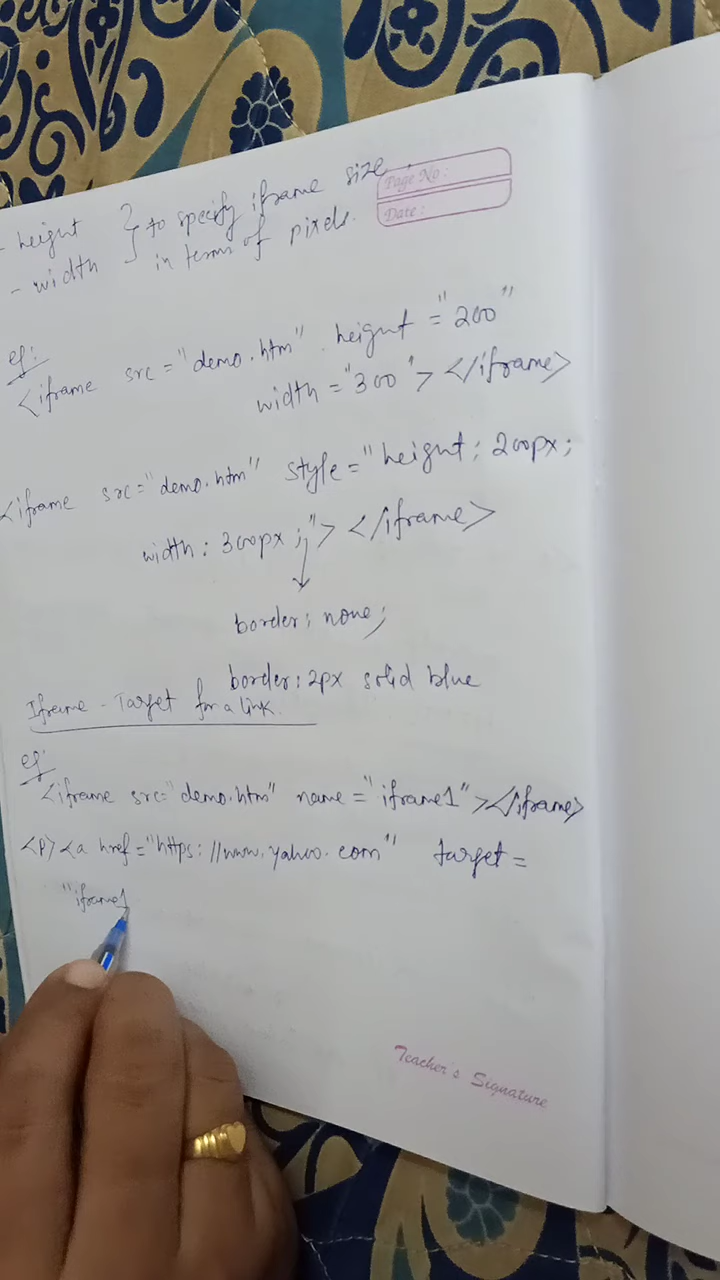 - height } to specify iframe size.
- width } in terms of pixels.
Page No :
Date :
eg:
<iframe src="demo.htm" height="200"
width="300"></iframe>
<iframe src="demo.htm" style="height: 200px;
width: 300px;"></iframe>
border: none;
border: 2px solid blue
Iframe - Target for a link.
eg:
<iframe src="demo.htm" name="iframe1"></iframe>
<p><a href="https://www.yahoo.com" target=
"iframe1
Teacher's Signature